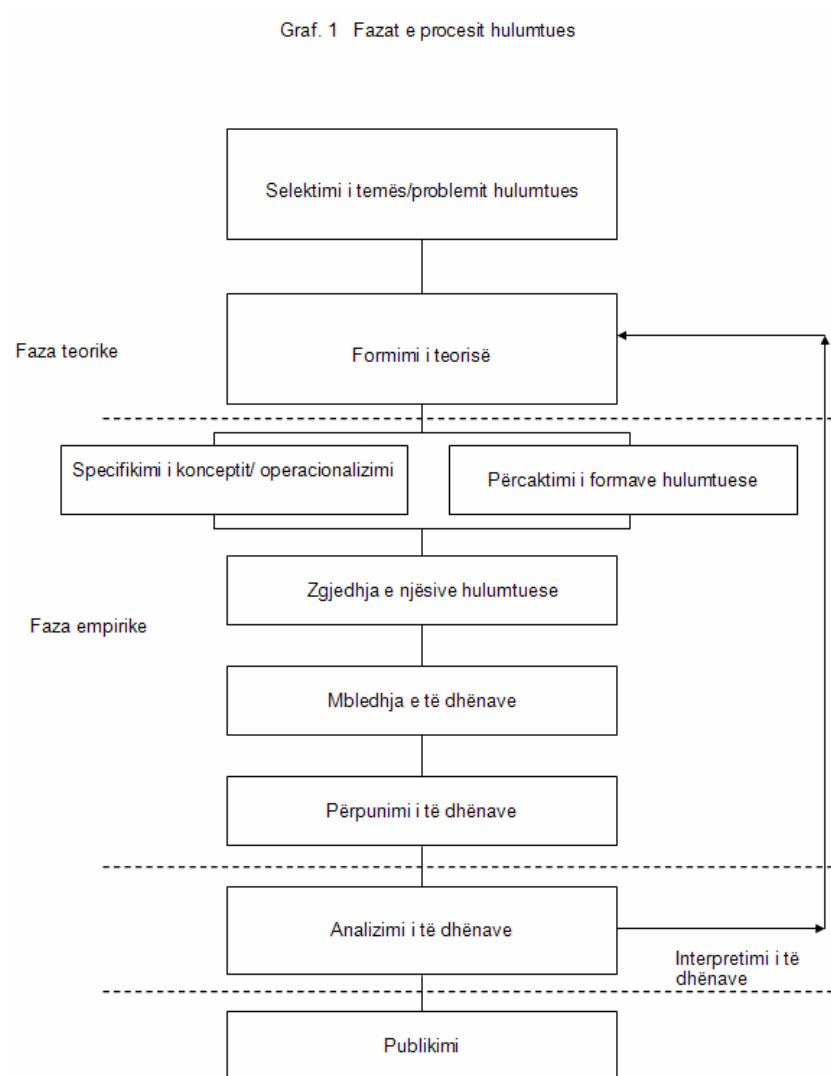 Graf. 1 Fazat e procesit hulumtues
Selektimi i temës/problemit hulumtues
Faza teorike
Formimi i teorisë
Specifikimi i konceptit/ operacionalizimi
Përcaktimi i formave hulumtuese
Zgjedhja e njësive hulumtuese
Faza empirike
Mbledhja e të dhënave
Përpunimi i të dhënave
Analizimi i të dhënave
Interpretimi i të
dhënave
Publikimi